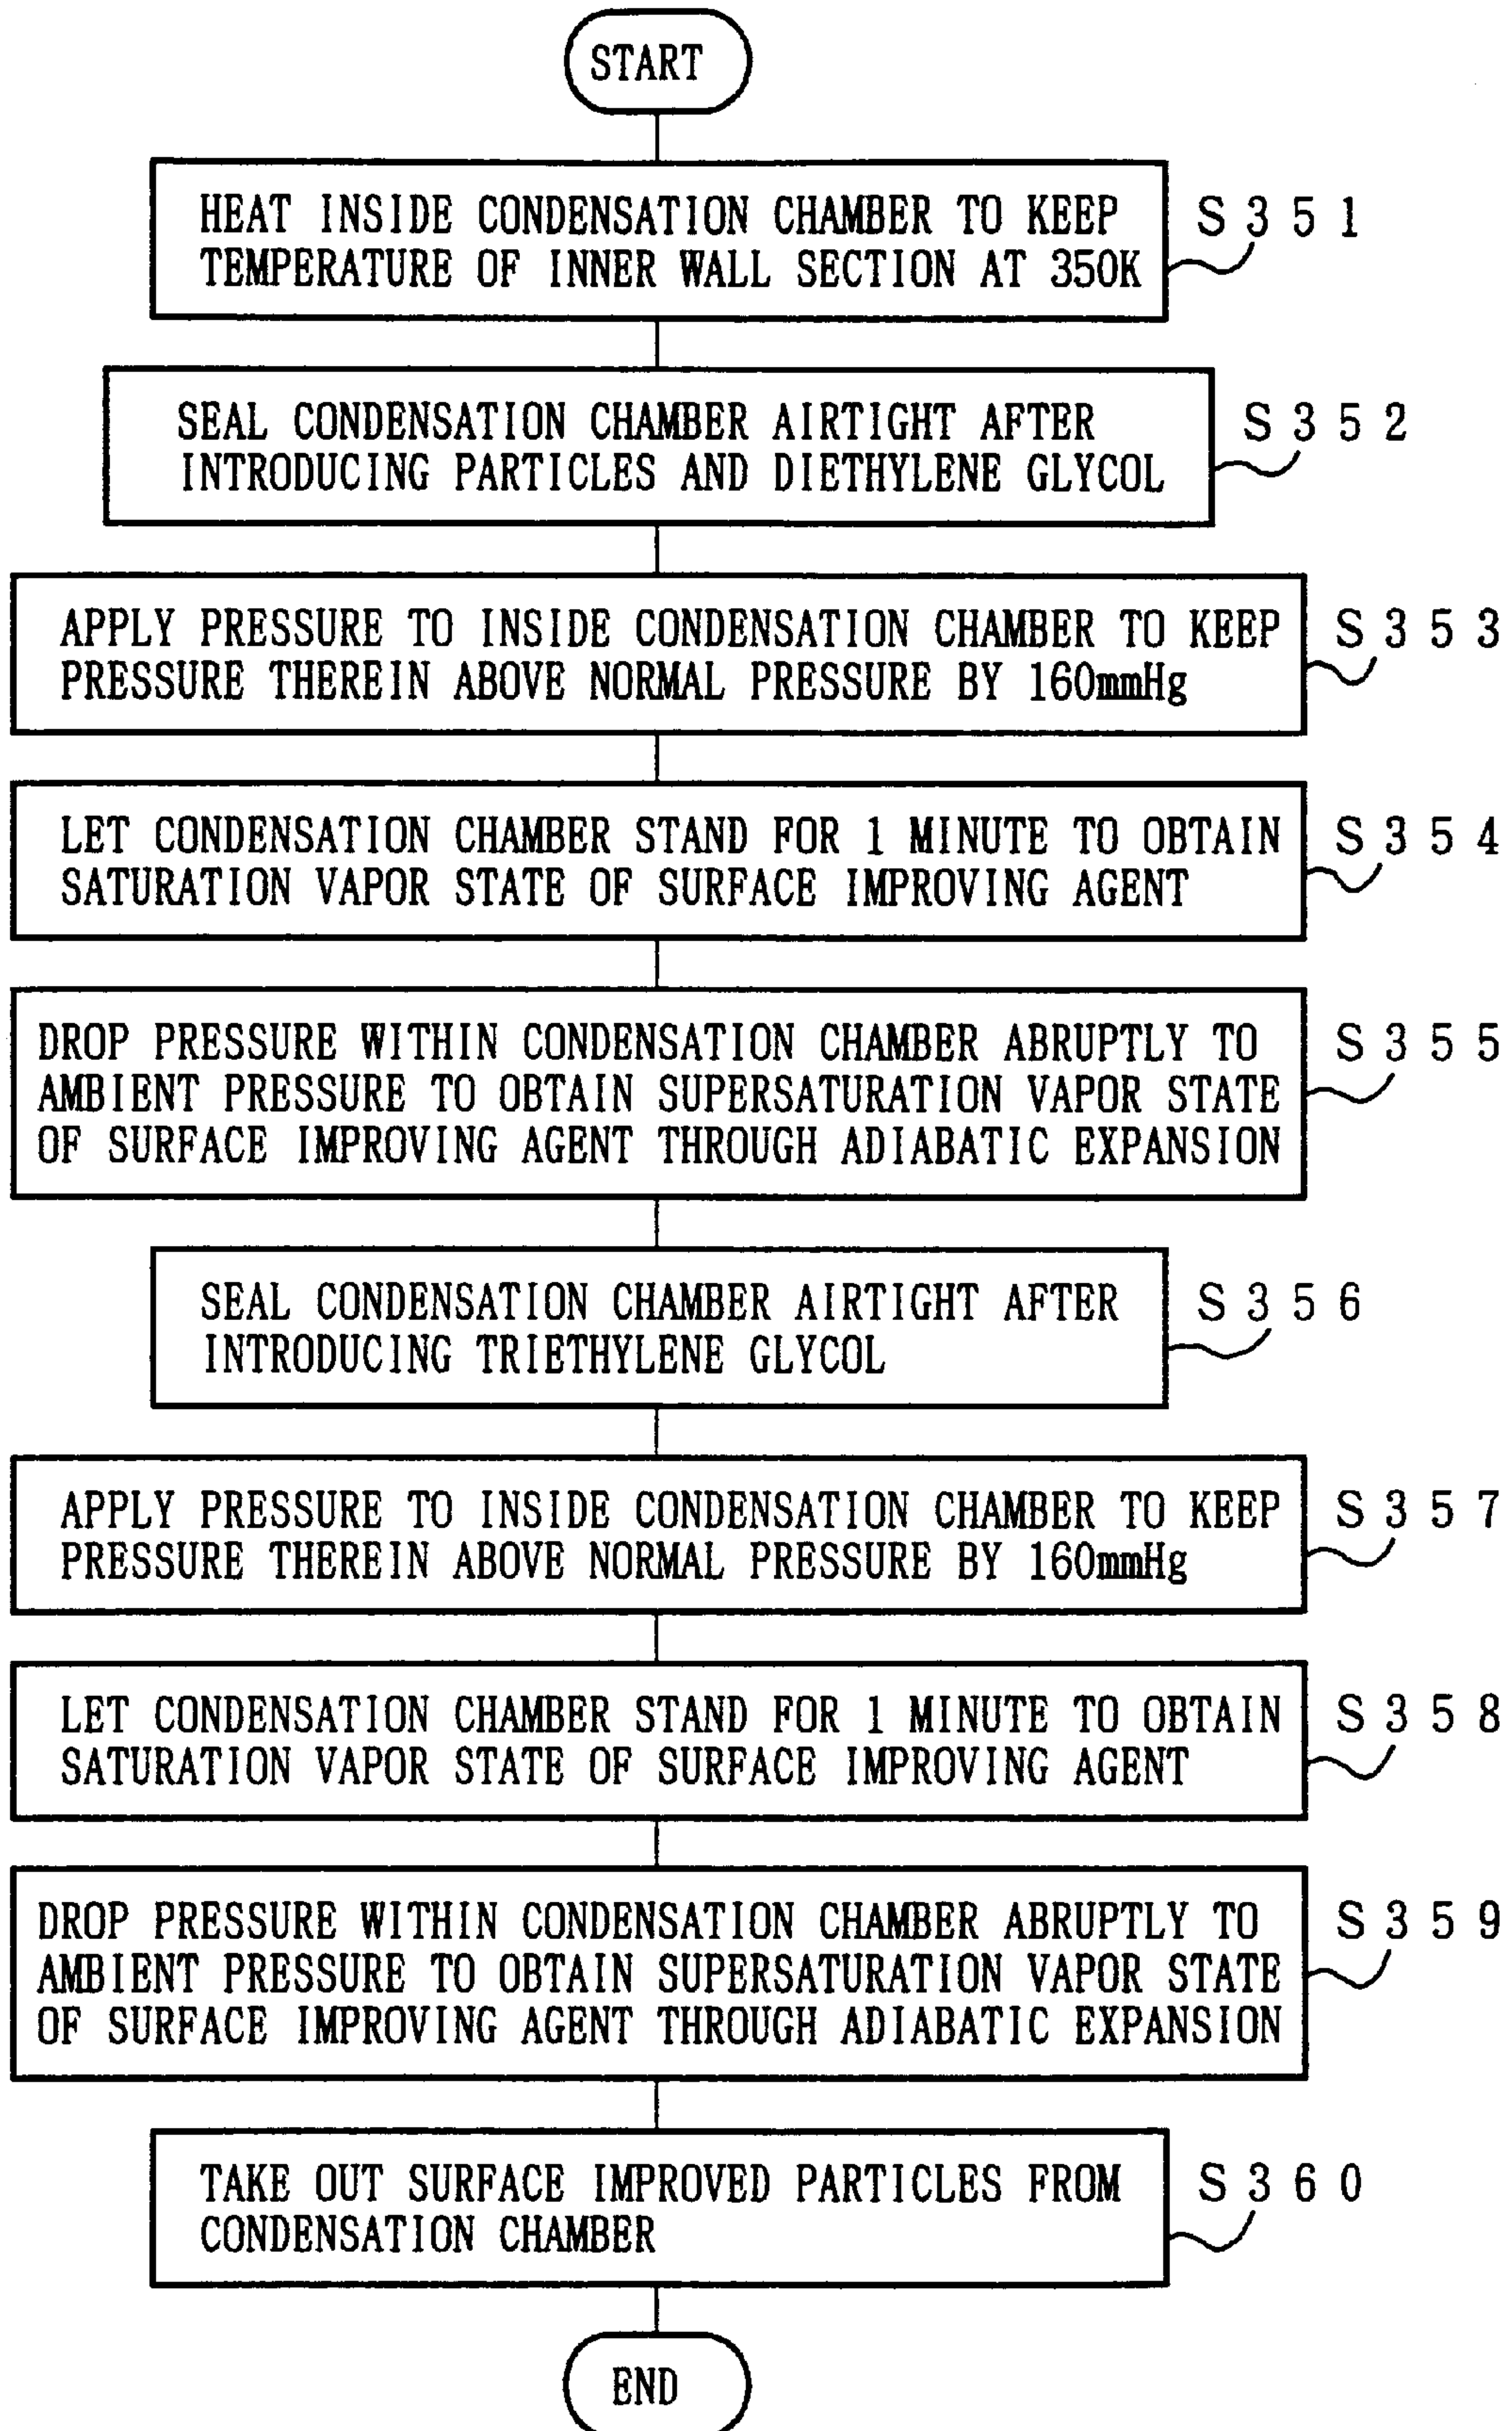 START
HEAT INSIDE CONDENSATION CHAMBER TO KEEP
TEMPERATURE OF INNER WALL SECTION AT 350K
S351
SEAL CONDENSATION CHAMBER AIRTIGHT AFTER
INTRODUCING PARTICLES AND DIETHYLENE GLYCOL
S352
APPLY PRESSURE TO INSIDE CONDENSATION CHAMBER TO KEEP
PRESSURE THEREIN ABOVE NORMAL PRESSURE BY 160mmHg
S353
LET CONDENSATION CHAMBER STAND FOR 1 MINUTE TO OBTAIN
SATURATION VAPOR STATE OF SURFACE IMPROVING AGENT
S354
DROP PRESSURE WITHIN CONDENSATION CHAMBER ABRUPTLY TO
AMBIENT PRESSURE TO OBTAIN SUPERSATURATION VAPOR STATE
OF SURFACE IMPROVING AGENT THROUGH ADIABATIC EXPANSION
S355
SEAL CONDENSATION CHAMBER AIRTIGHT AFTER
INTRODUCING TRIETHYLENE GLYCOL
S356
APPLY PRESSURE TO INSIDE CONDENSATION CHAMBER TO KEEP
PRESSURE THEREIN ABOVE NORMAL PRESSURE BY 160mmHg
S357
LET CONDENSATION CHAMBER STAND FOR 1 MINUTE TO OBTAIN
SATURATION VAPOR STATE OF SURFACE IMPROVING AGENT
S358
DROP PRESSURE WITHIN CONDENSATION CHAMBER ABRUPTLY TO
AMBIENT PRESSURE TO OBTAIN SUPERSATURATION VAPOR STATE
OF SURFACE IMPROVING AGENT THROUGH ADIABATIC EXPANSION
S359
TAKE OUT SURFACE IMPROVED PARTICLES FROM
CONDENSATION CHAMBER
S360
END